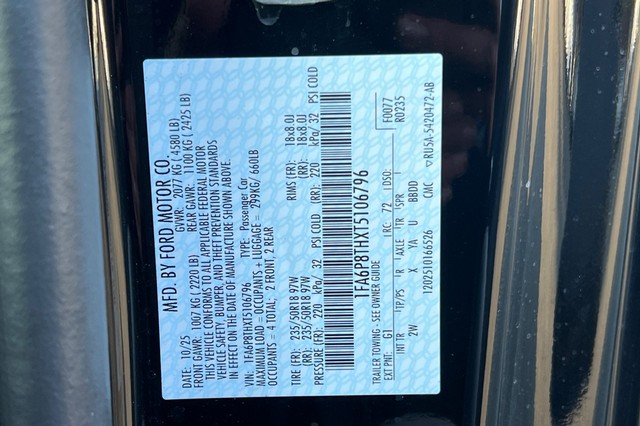 MFD. BY FORD MOTOR CO.
DATE: 10/25 GVWR: 2077 KG ( 4580 LB)
FRONT GAWR: 1007 KG ( 2220 LB) REAR GAWR: 1100 KG ( 2425 LB)
THIS VEHICLE CONFORMS TO ALL APPLICABLE FEDERAL MOTOR
VEHICLE SAFETY, BUMPER, AND THEFT PREVENTION STANDARDS
IN EFFECT ON THE DATE OF MANUFACTURE SHOWN ABOVE.
VIN: 1FA6P8THXT5106796 TYPE: Passenger Car
MAXIMUM LOAD = OCCUPANTS + LUGGAGE = 299KG/ 660LB
OCCUPANTS = 4 TOTAL; 2 FRONT, 2 REAR
TIRE (FR): 235/50R18 97W RIMS (FR): 18x8.0J
(RR): 235/50R18 97W (RR): 18x8.0J
PRESSURE (FR): 220 kPa/ 32 PSI COLD (RR): 220 kPa/ 32 PSI COLD
1FA6P8THXT5106796
TRAILER TOWING - SEE OWNER GUIDE
F0077
R0235
EXT PNT: G1 RC: 72 DSO:
INT TR TP/PS R AXLE TR SPR
2W X YA U BBDD
1202510166526 CMC ▽RU5A-5420472-AB